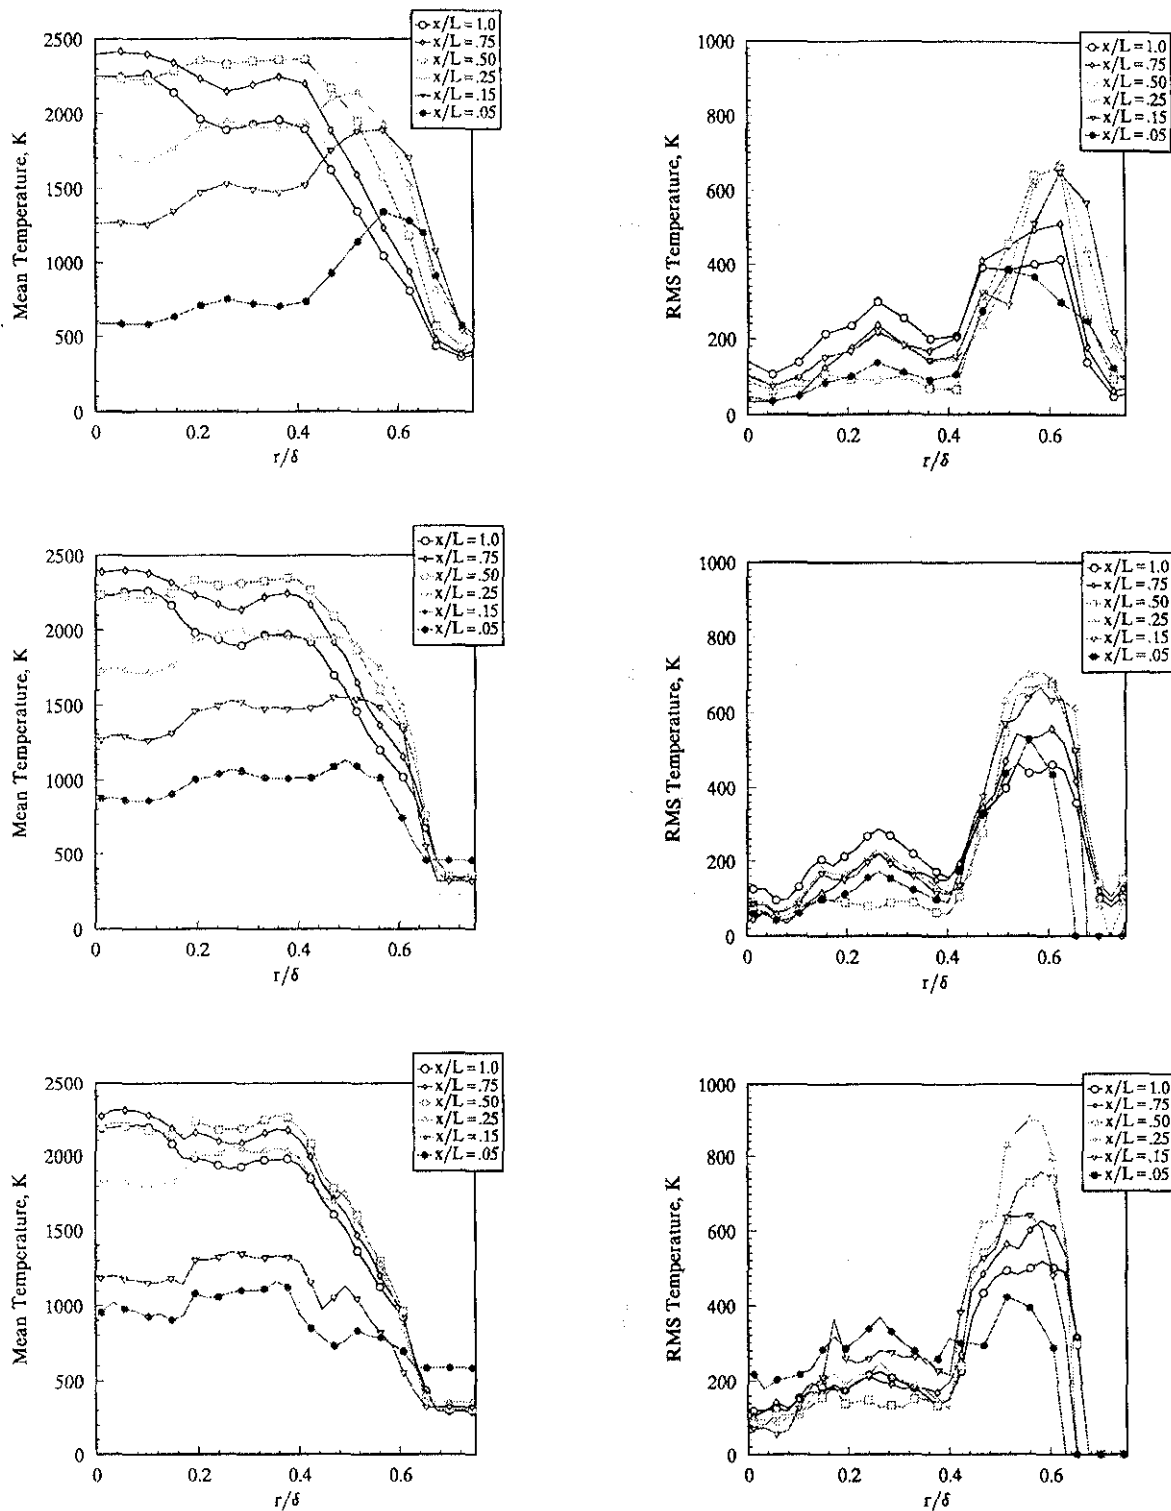 x/L=1.0
x/L=.75
x/L=.50
x/L=.25
x/L=.15
x/L=.05
2500
2000
1500
1000
500
0
Mean Temperature, K
0 0.2 0.4 0.6
r/δ
x/L=1.0
x/L=.75
x/L=.50
x/L=.25
x/L=.15
x/L=.05
1000
800
600
400
200
0
RMS Temperature, K
0 0.2 0.4 0.6
r/δ
x/L=1.0
x/L=.75
x/L=.50
x/L=.25
x/L=.15
x/L=.05
2500
2000
1500
1000
500
0
Mean Temperature, K
0 0.2 0.4 0.6
r/δ
x/L=1.0
x/L=.75
x/L=.50
x/L=.25
x/L=.15
x/L=.05
1000
800
600
400
200
0
RMS Temperature, K
0 0.2 0.4 0.6
r/δ
x/L=1.0
x/L=.75
x/L=.50
x/L=.25
x/L=.15
x/L=.05
2500
2000
1500
1000
500
0
Mean Temperature, K
0 0.2 0.4 0.6
r/δ
x/L=1.0
x/L=.75
x/L=.50
x/L=.25
x/L=.15
x/L=.05
1000
800
600
400
200
0
RMS Temperature, K
0 0.2 0.4 0.6
r/δ